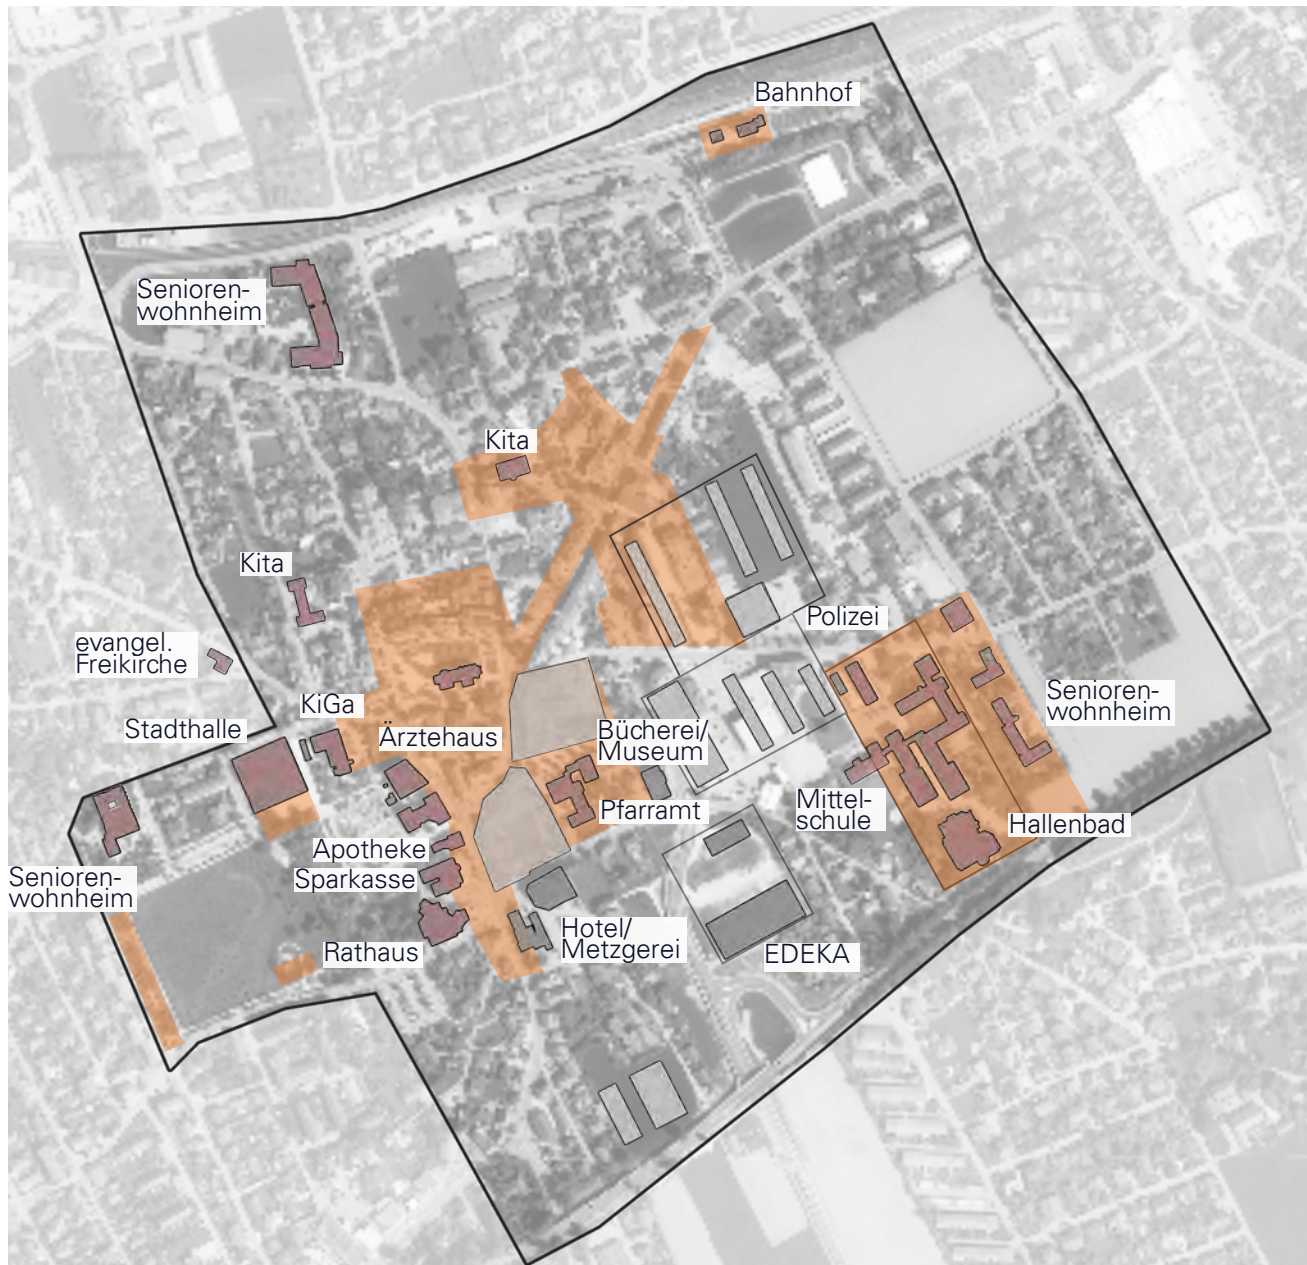 Bahnhof
Senioren-
wohnheim
Kita
Kita
Polizei
evangel.
Freikirche
KiGa
Senioren-
wohnheim
Stadthalle
Ärztehaus
Bücherei/
Museum
Mittel-
schule
Pfarramt
Hallenbad
Apotheke
Sparkasse
Senioren-
wohnheim
Rathaus
Hotel/
Metzgerei
EDEKA